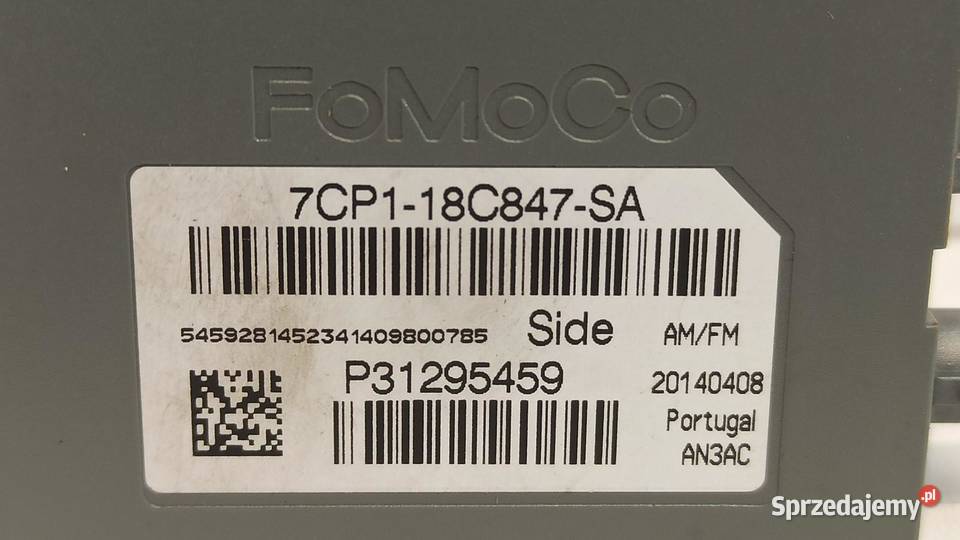 FoMoCo
7CP1-18C847-SA
5459281452341409800785 Side AM/FM
P31295459 20140408
Portugal
AN3AC
Sprzedajemy.pl